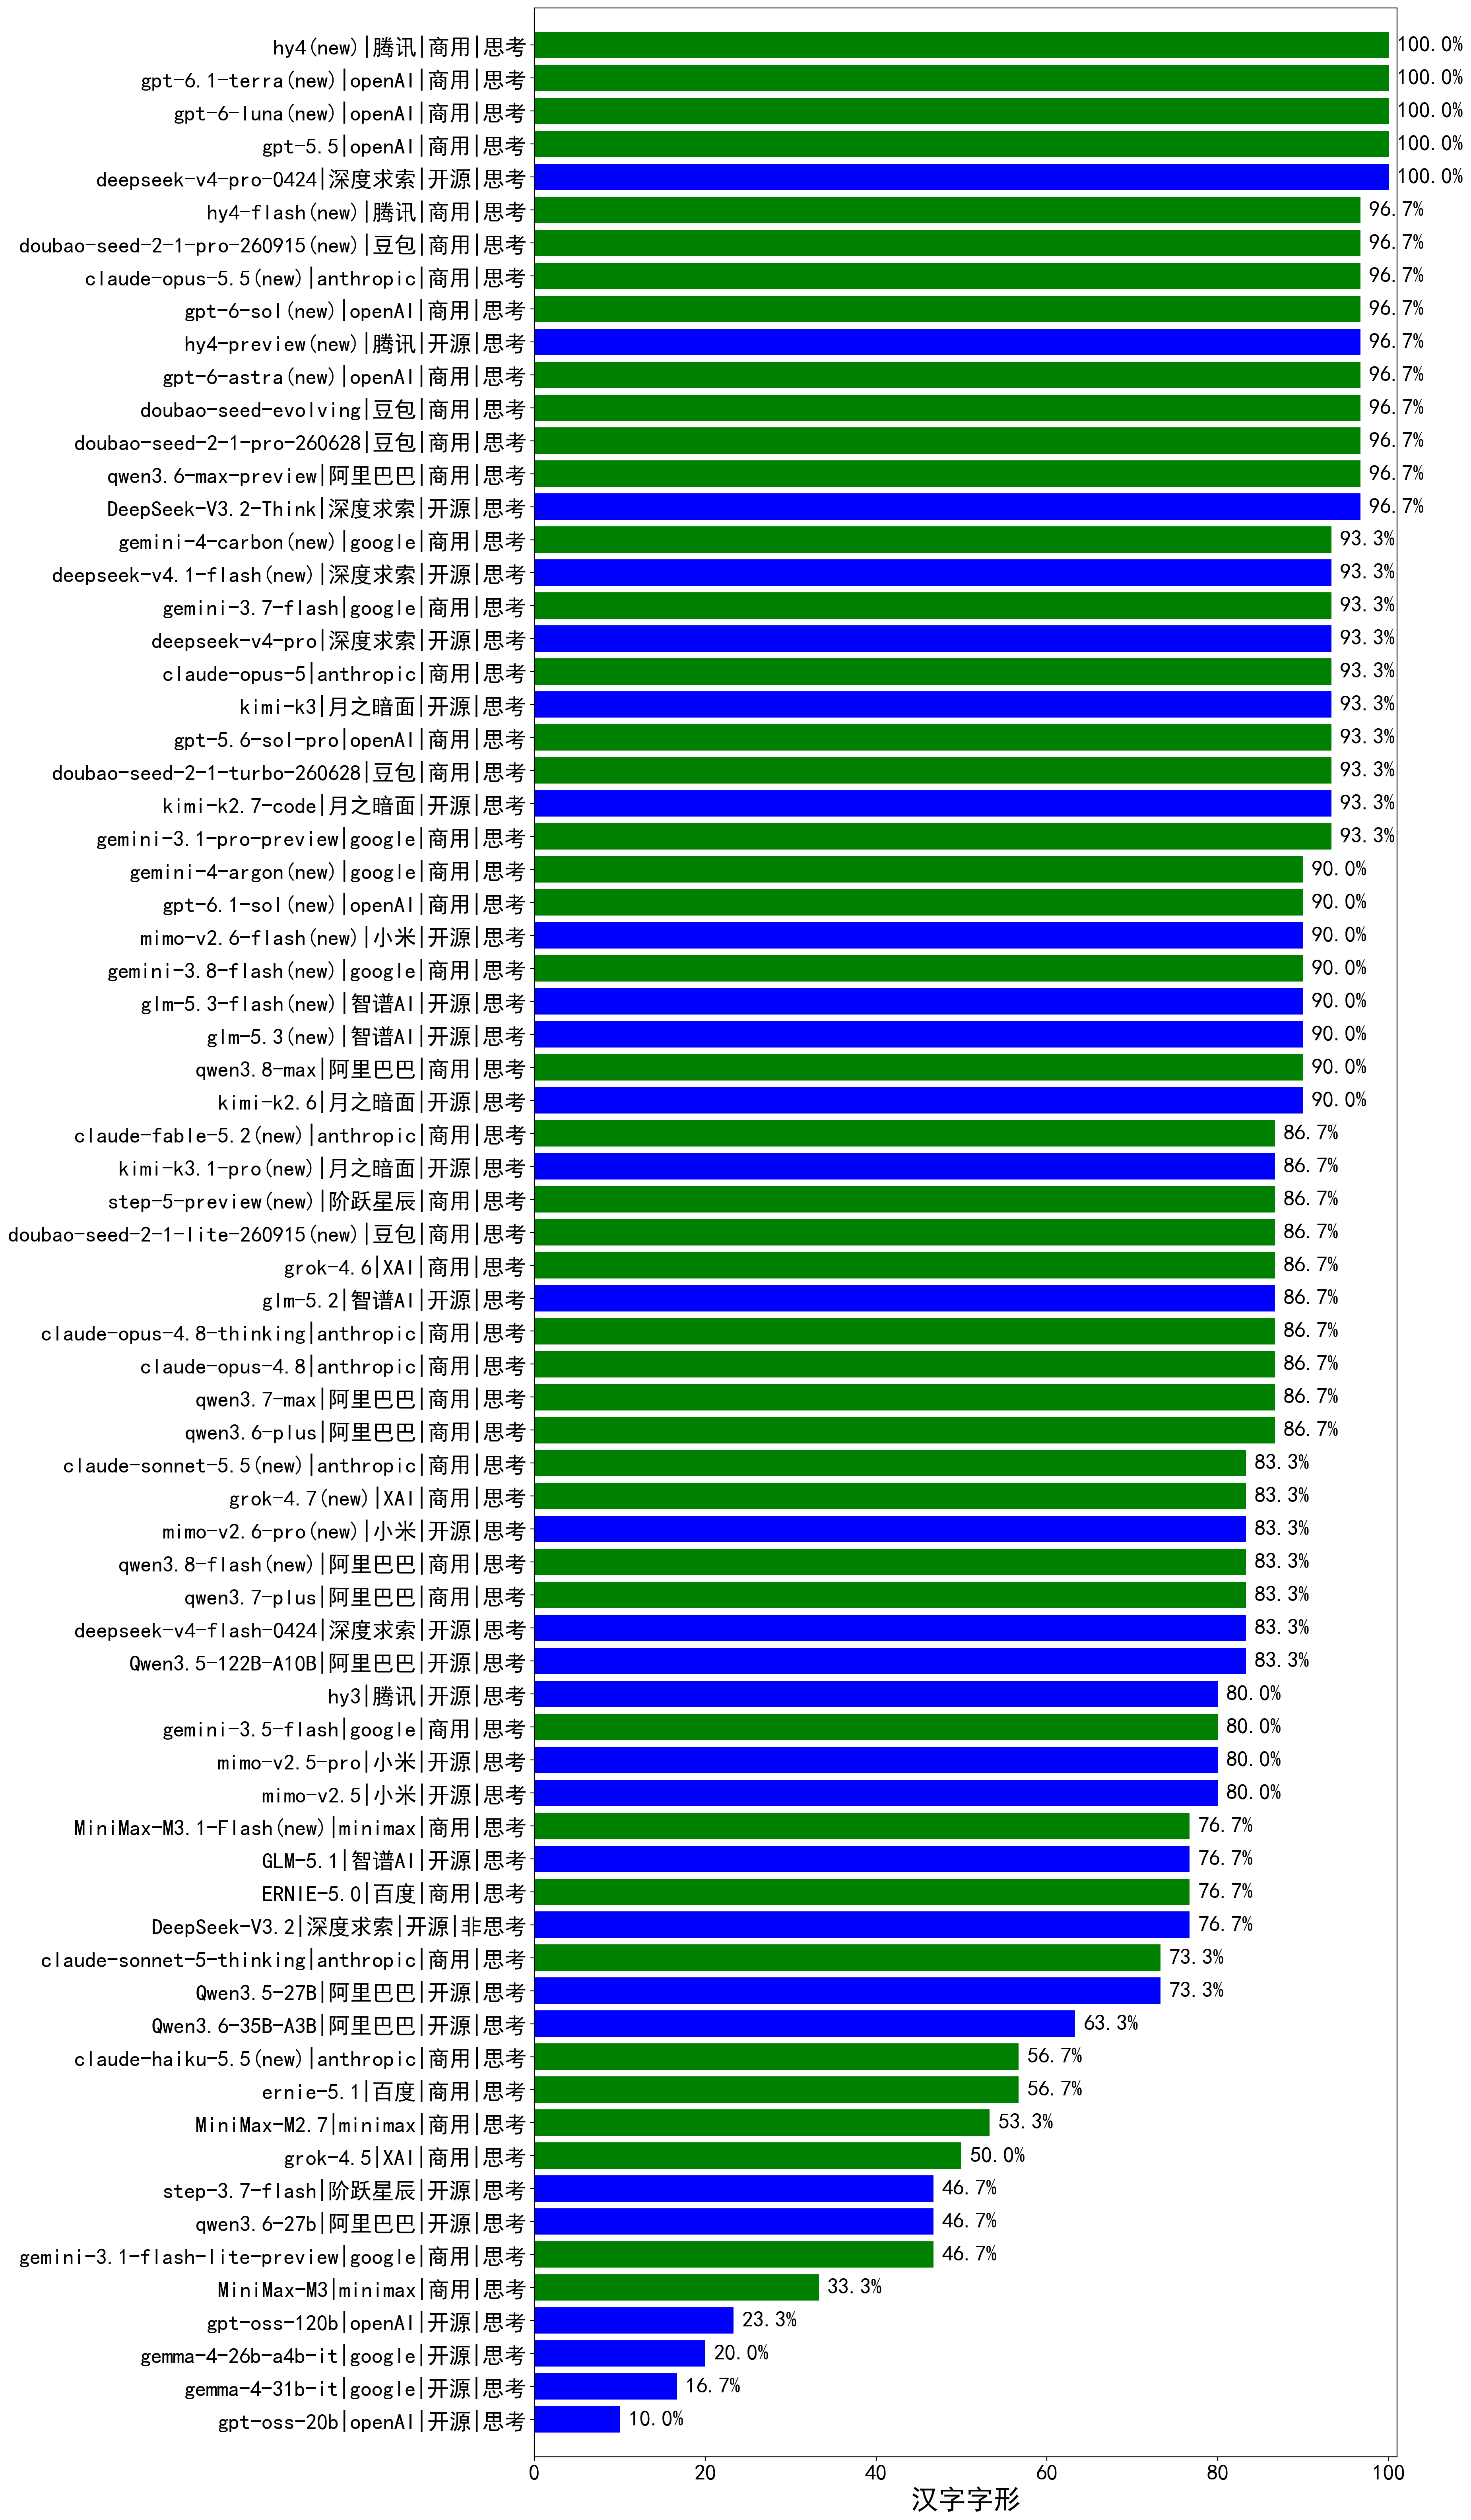 hy4(new)|腾讯|商用|思考 100.0%
gpt-6.1-terra(new)|openAI|商用|思考 100.0%
gpt-6-luna(new)|openAI|商用|思考 100.0%
gpt-5.5|openAI|商用|思考 100.0%
deepseek-v4-pro-0424|深度求索|开源|思考 100.0%
hy4-flash(new)|腾讯|商用|思考 96.7%
doubao-seed-2-1-pro-260915(new)|豆包|商用|思考 96.7%
claude-opus-5.5(new)|anthropic|商用|思考 96.7%
gpt-6-sol(new)|openAI|商用|思考 96.7%
hy4-preview(new)|腾讯|开源|思考 96.7%
gpt-6-astra(new)|openAI|商用|思考 96.7%
doubao-seed-evolving|豆包|商用|思考 96.7%
doubao-seed-2-1-pro-260628|豆包|商用|思考 96.7%
qwen3.6-max-preview|阿里巴巴|商用|思考 96.7%
DeepSeek-V3.2-Think|深度求索|开源|思考 96.7%
gemini-4-carbon(new)|google|商用|思考 93.3%
deepseek-v4.1-flash(new)|深度求索|开源|思考 93.3%
gemini-3.7-flash|google|商用|思考 93.3%
deepseek-v4-pro|深度求索|开源|思考 93.3%
claude-opus-5|anthropic|商用|思考 93.3%
kimi-k3|月之暗面|开源|思考 93.3%
gpt-5.6-sol-pro|openAI|商用|思考 93.3%
doubao-seed-2-1-turbo-260628|豆包|商用|思考 93.3%
kimi-k2.7-code|月之暗面|开源|思考 93.3%
gemini-3.1-pro-preview|google|商用|思考 93.3%
gemini-4-argon(new)|google|商用|思考 90.0%
gpt-6.1-sol(new)|openAI|商用|思考 90.0%
mimo-v2.6-flash(new)|小米|开源|思考 90.0%
gemini-3.8-flash(new)|google|商用|思考 90.0%
glm-5.3-flash(new)|智谱AI|开源|思考 90.0%
glm-5.3(new)|智谱AI|开源|思考 90.0%
qwen3.8-max|阿里巴巴|商用|思考 90.0%
kimi-k2.6|月之暗面|开源|思考 90.0%
claude-fable-5.2(new)|anthropic|商用|思考 86.7%
kimi-k3.1-pro(new)|月之暗面|开源|思考 86.7%
step-5-preview(new)|阶跃星辰|商用|思考 86.7%
doubao-seed-2-1-lite-260915(new)|豆包|商用|思考 86.7%
grok-4.6|XAI|商用|思考 86.7%
glm-5.2|智谱AI|开源|思考 86.7%
claude-opus-4.8-thinking|anthropic|商用|思考 86.7%
claude-opus-4.8|anthropic|商用|思考 86.7%
qwen3.7-max|阿里巴巴|商用|思考 86.7%
qwen3.6-plus|阿里巴巴|商用|思考 86.7%
claude-sonnet-5.5(new)|anthropic|商用|思考 83.3%
grok-4.7(new)|XAI|商用|思考 83.3%
mimo-v2.6-pro(new)|小米|开源|思考 83.3%
qwen3.8-flash(new)|阿里巴巴|商用|思考 83.3%
qwen3.7-plus|阿里巴巴|商用|思考 83.3%
deepseek-v4-flash-0424|深度求索|开源|思考 83.3%
Qwen3.5-122B-A10B|阿里巴巴|开源|思考 83.3%
hy3|腾讯|开源|思考 80.0%
gemini-3.5-flash|google|商用|思考 80.0%
mimo-v2.5-pro|小米|开源|思考 80.0%
mimo-v2.5|小米|开源|思考 80.0%
MiniMax-M3.1-Flash(new)|minimax|商用|思考 76.7%
GLM-5.1|智谱AI|开源|思考 76.7%
ERNIE-5.0|百度|商用|思考 76.7%
DeepSeek-V3.2|深度求索|开源|非思考 76.7%
claude-sonnet-5-thinking|anthropic|商用|思考 73.3%
Qwen3.5-27B|阿里巴巴|开源|思考 73.3%
Qwen3.6-35B-A3B|阿里巴巴|开源|思考 63.3%
claude-haiku-5.5(new)|anthropic|商用|思考 56.7%
ernie-5.1|百度|商用|思考 56.7%
MiniMax-M2.7|minimax|商用|思考 53.3%
grok-4.5|XAI|商用|思考 50.0%
step-3.7-flash|阶跃星辰|开源|思考 46.7%
qwen3.6-27b|阿里巴巴|开源|思考 46.7%
gemini-3.1-flash-lite-preview|google|商用|思考 46.7%
MiniMax-M3|minimax|商用|思考 33.3%
gpt-oss-120b|openAI|开源|思考 23.3%
gemma-4-26b-a4b-it|google|开源|思考 20.0%
gemma-4-31b-it|google|开源|思考 16.7%
gpt-oss-20b|openAI|开源|思考 10.0%
0 20 40 60 80 100
汉字字形